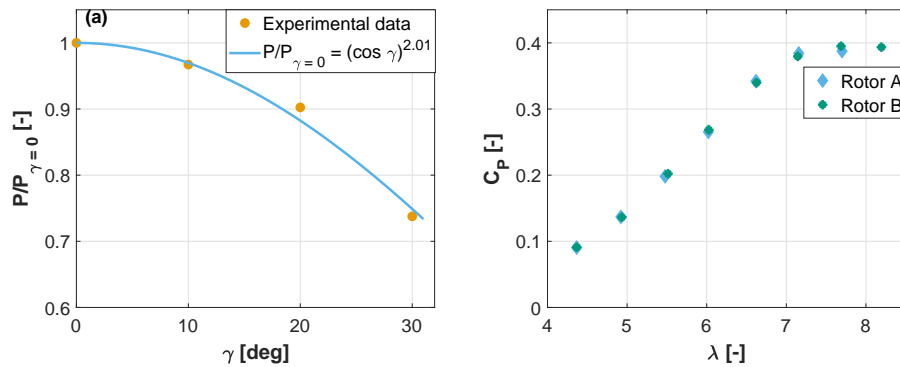 (a)
Experimental data
P/P_{γ = 0} = (cos γ)^{2.01}
1
0.9
0.8
0.7
0.6
P/P_{γ = 0} [-]
0
10
20
30
γ [deg]
Rotor A
Rotor B
0.4
0.3
0.2
0.1
0
C_P [-]
4
5
6
7
8
λ [-]